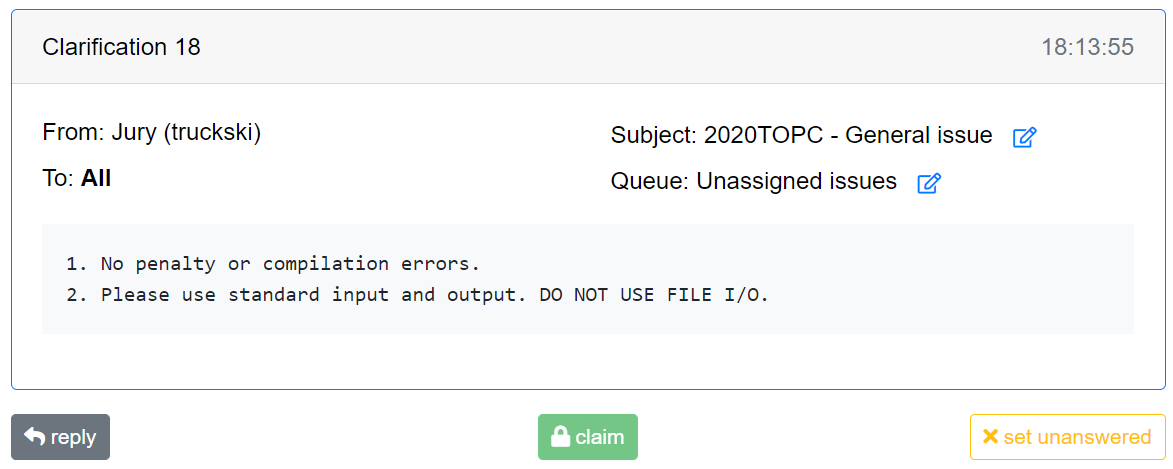 Clarification 18
18:13:55
From: Jury (truckski)
Subject: 2020TOPC - General issue
To: All
Queue: Unassigned issues
1. No penalty or compilation errors.
2. Please use standard input and output. DO NOT USE FILE I/O.
reply
claim
set unanswered